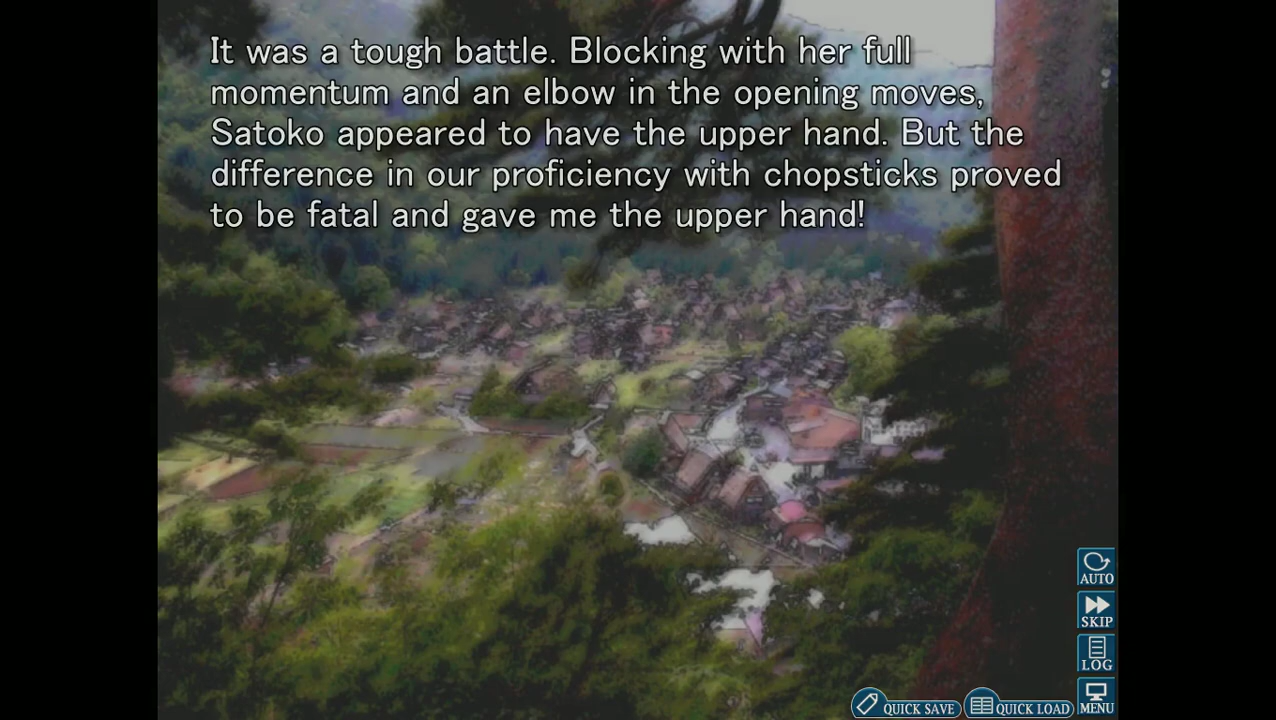 It was a tough battle. Blocking with her full
momentum and an elbow in the opening moves,
Satoko appeared to have the upper hand. But the
difference in our proficiency with chopsticks proved
to be fatal and gave me the upper hand!
AUTO
SKIP
LOG
MENU
QUICK SAVE
QUICK LOAD